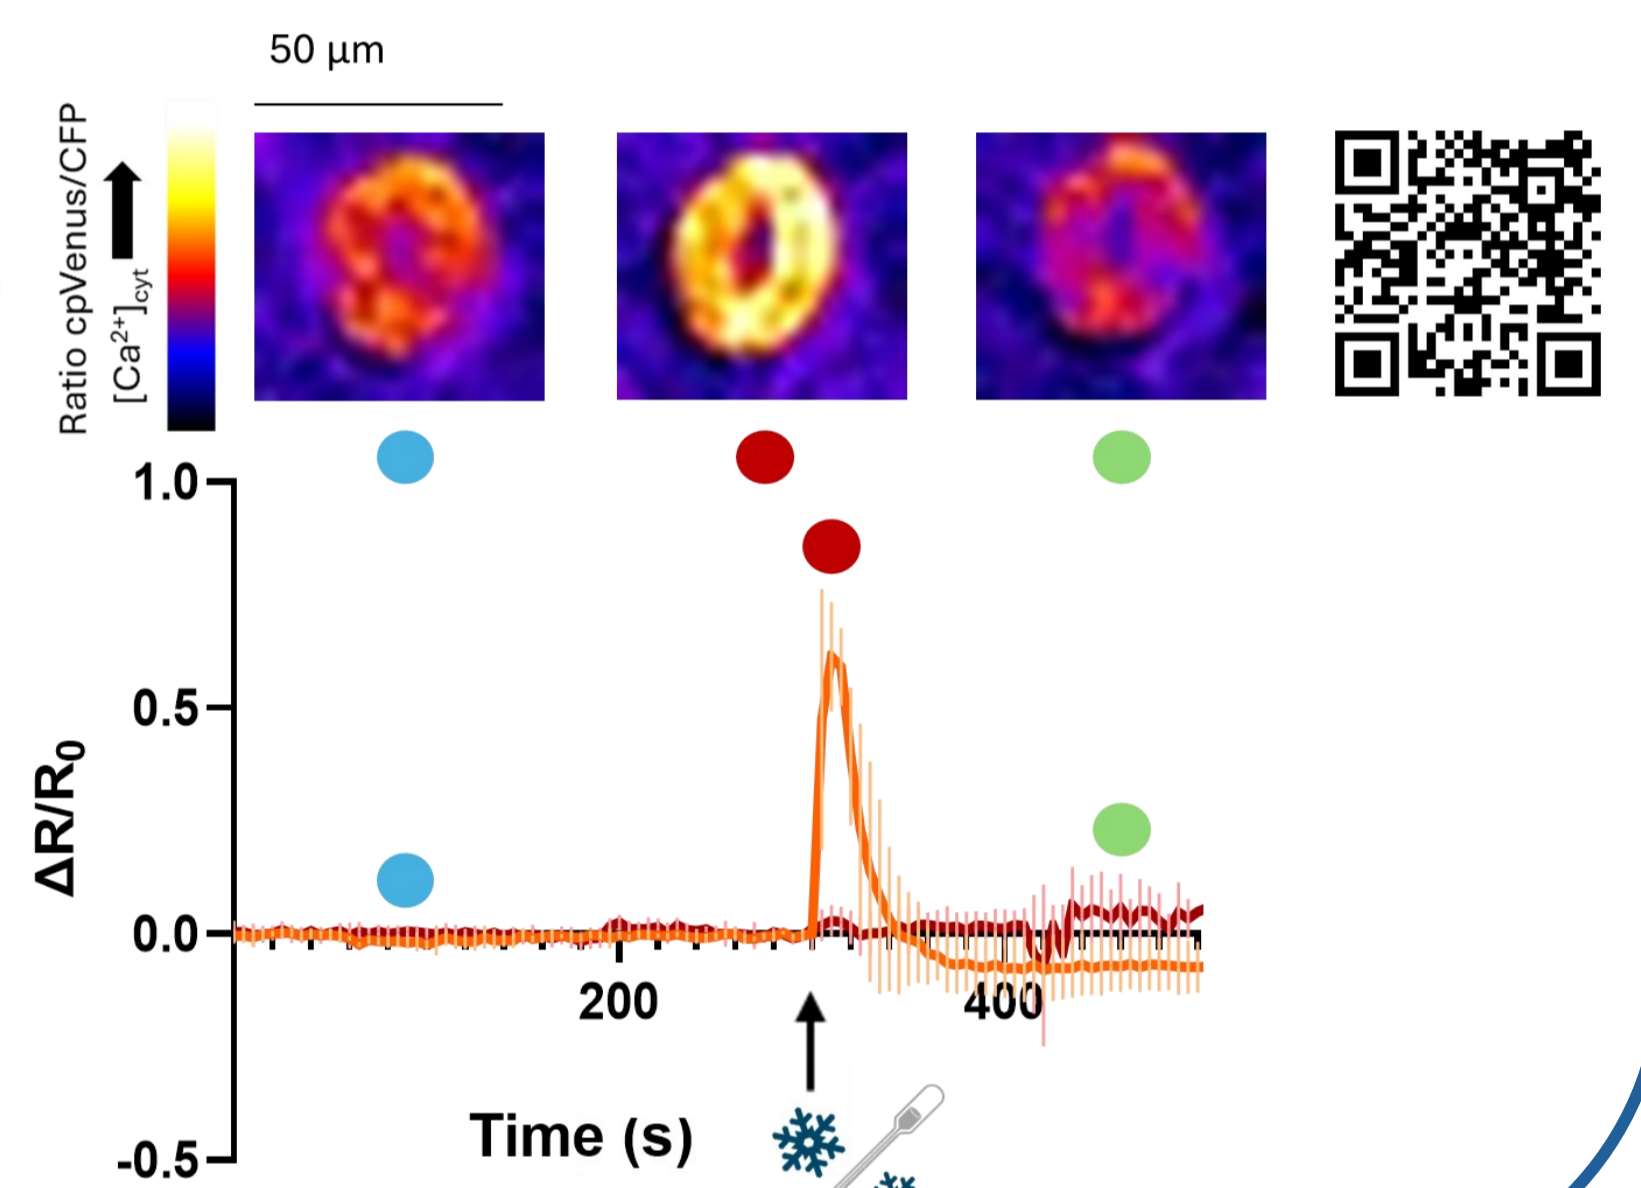 50 µm
Ratio cpVenus/CFP
[Ca²⁺]cyt
1.0
0.5
0.0
-0.5
ΔR/R₀
200
400
Time (s)